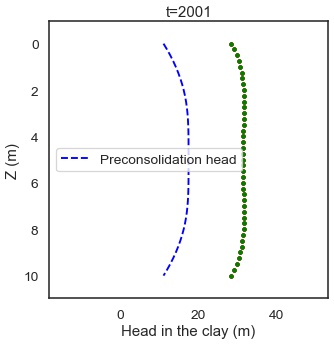 t=2001
0
2
4
6
8
10
Z (m)
Preconsolidation head
0
20
40
Head in the clay (m)